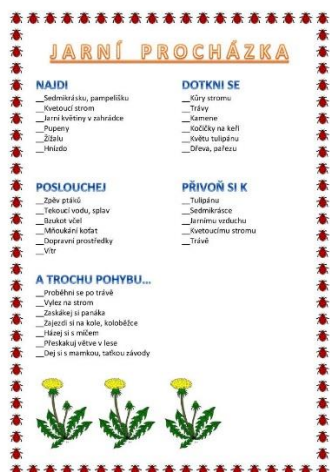 JARNÍ PROCHÁZKA
NAJDI
__Sedmikrásku, pampelišku
__Kvetoucí strom
__Jarní květiny v zahrádce
__Pupeny
__Žížalu
__Hnízdo
DOTKNI SE
__Kůry stromu
__Trávy
__Kamene
__Kočičky na keři
__Květu tulipánu
__Dřeva, pařezu
POSLOUCHEJ
__Zpěv ptáků
__Tekoucí vodu, splav
__Bzukot včel
__Mňoukání koťat
__Dopravní prostředky
__Vítr
PŘIVOŇ SI K
__Tulipánu
__Sedmikrásce
__Jarnímu vzduchu
__Kvetoucímu stromu
__Trávě
A TROCHU POHYBU...
__Proběhni se po trávě
__Vylez na strom
__Zaskákej si panáka
__Zajezdi si na kole, koloběžce
__Házej si s míčem
__Přeskakuj větve v lese
__Dej si s mamkou, taťkou závody